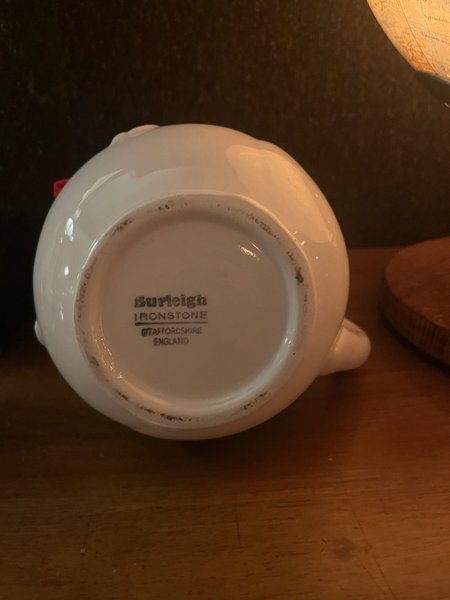 Burleigh
IRONSTONE
STAFFORDSHIRE
ENGLAND